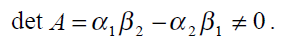 det A = α₁β₂ − α₂β₁ ≠ 0.